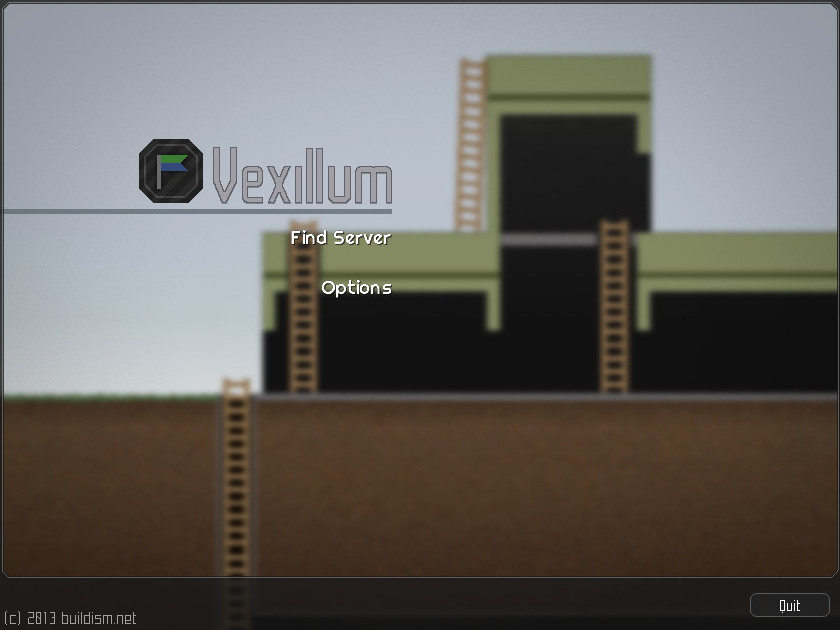 Vexillum
Find Server
Options
Quit
(c) 2013 buildism.net